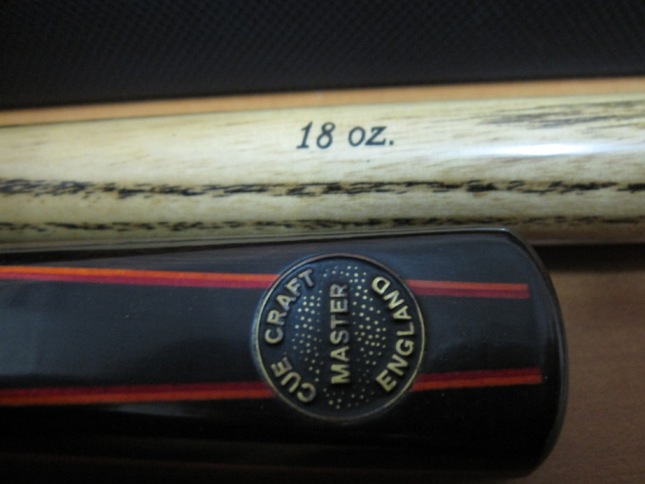 18 oz.
CUE CRAFT
MASTER
ENGLAND